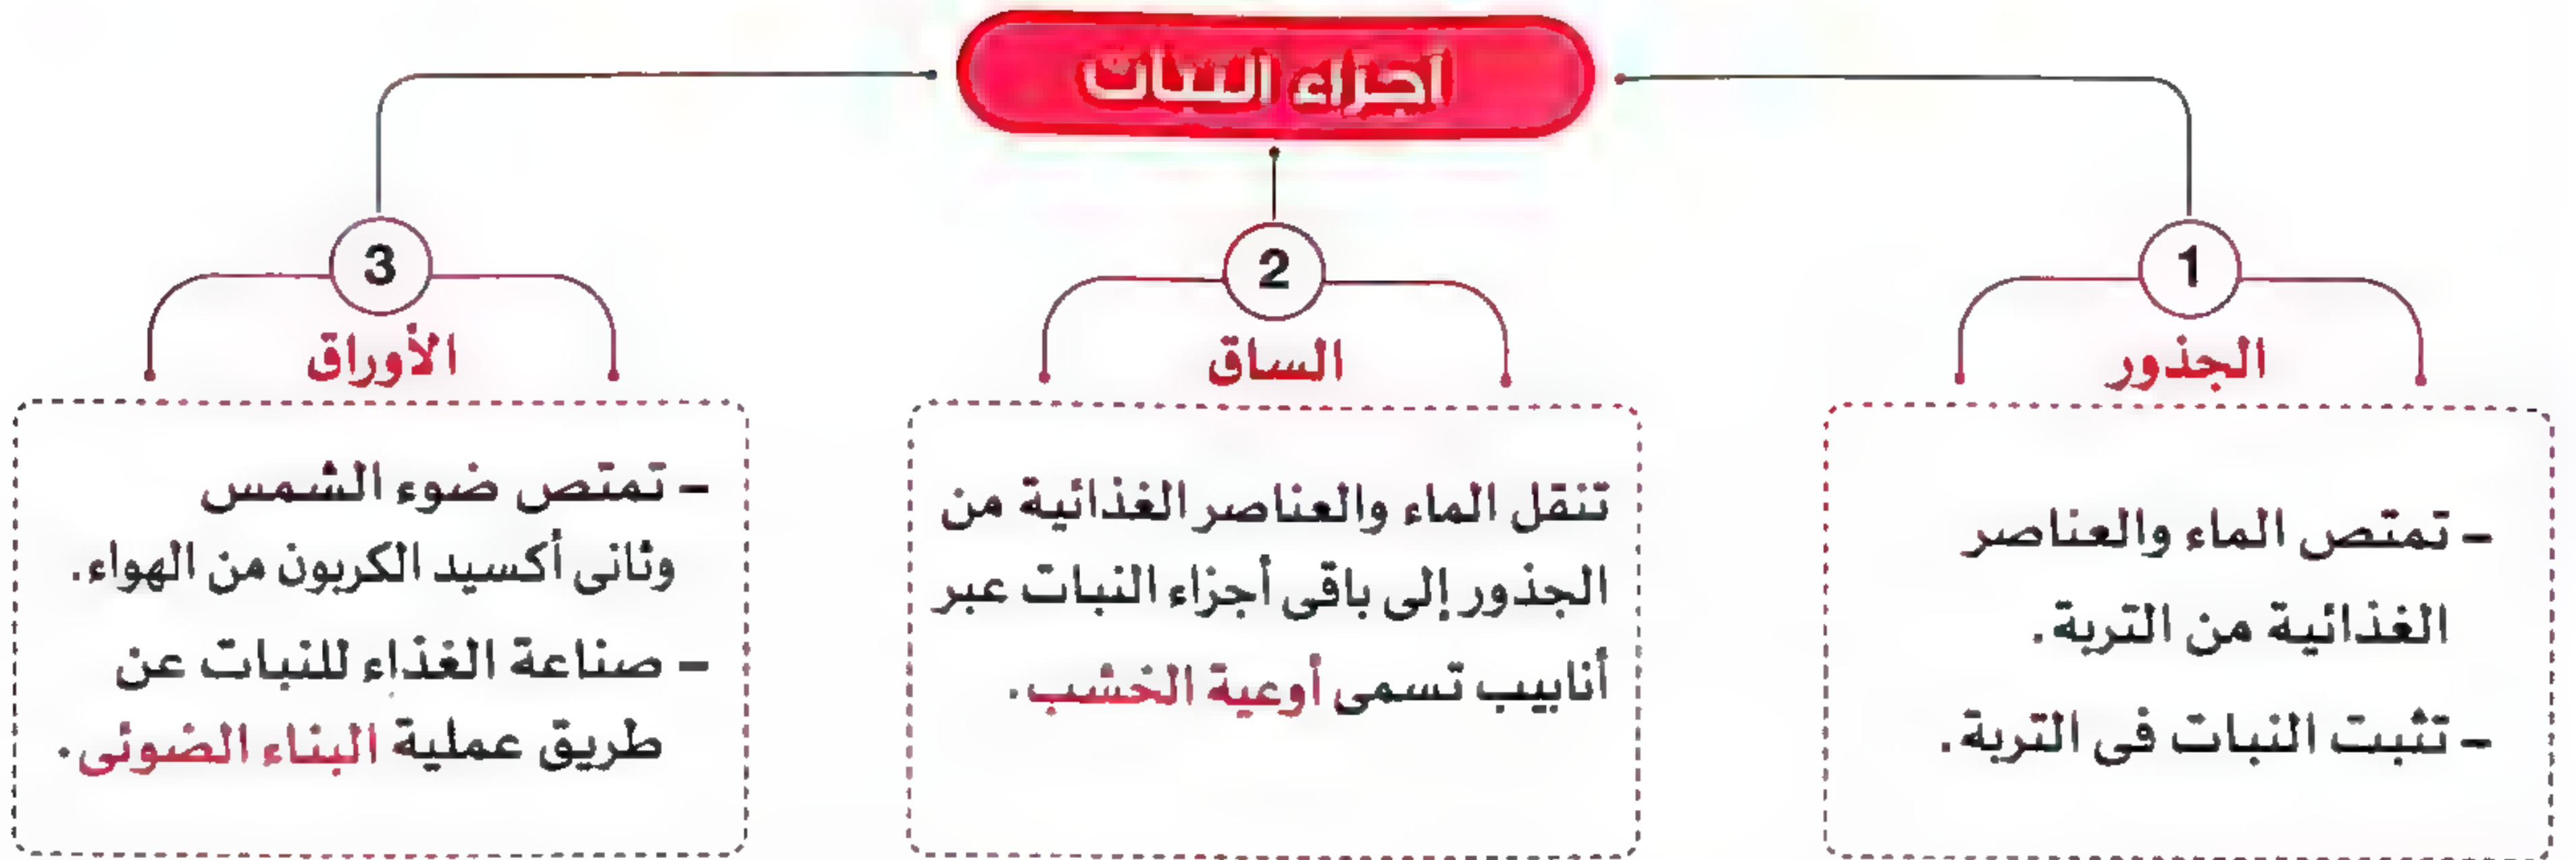 أجزاء النبات
1
الجذور
- تمتص الماء والعناصر
الغذائية من التربة.
- تثبت النبات فى التربة.
2
الساق
تنقل الماء والعناصر الغذائية من
الجذور إلى باقى أجزاء النبات عبر
أنابيب تسمى أوعية الخشب.
3
الأوراق
- تمتص ضوء الشمس
وثانى أكسيد الكربون من الهواء.
- صناعة الغذاء للنبات عن
طريق عملية البناء الضوئى.